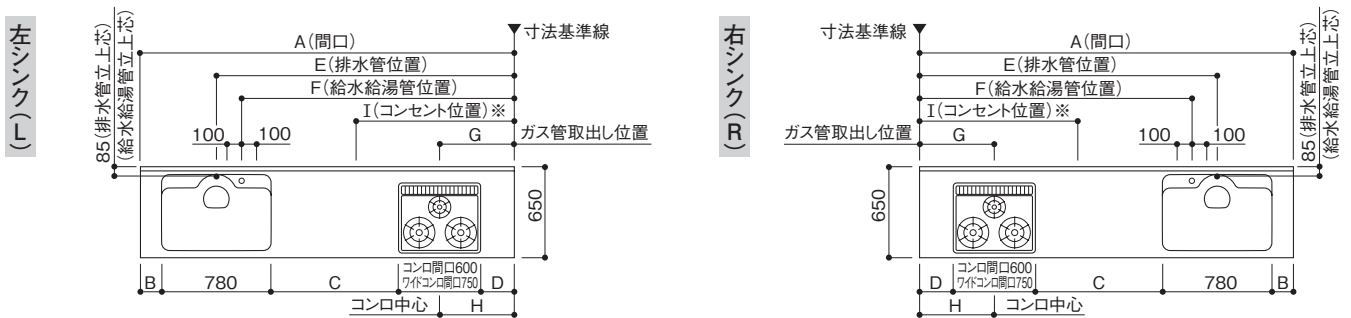 左シンク(L)
85(排水管立上芯)
(給水給湯管立上芯)
寸法基準線
A(間口)
E(排水管位置)
F(給水給湯管位置)
I(コンセント位置)※
100
100
G
ガス管取出し位置
650
コンロ間口600
ワイドコンロ間口750
B
780
C
D
コンロ中心
H
右シンク(R)
寸法基準線
A(間口)
E(排水管位置)
F(給水給湯管位置)
I(コンセント位置)※
ガス管取出し位置
G
100
100
85(排水管立上芯)
(給水給湯管立上芯)
650
コンロ間口600
ワイドコンロ間口750
D
C
780
B
H
コンロ中心